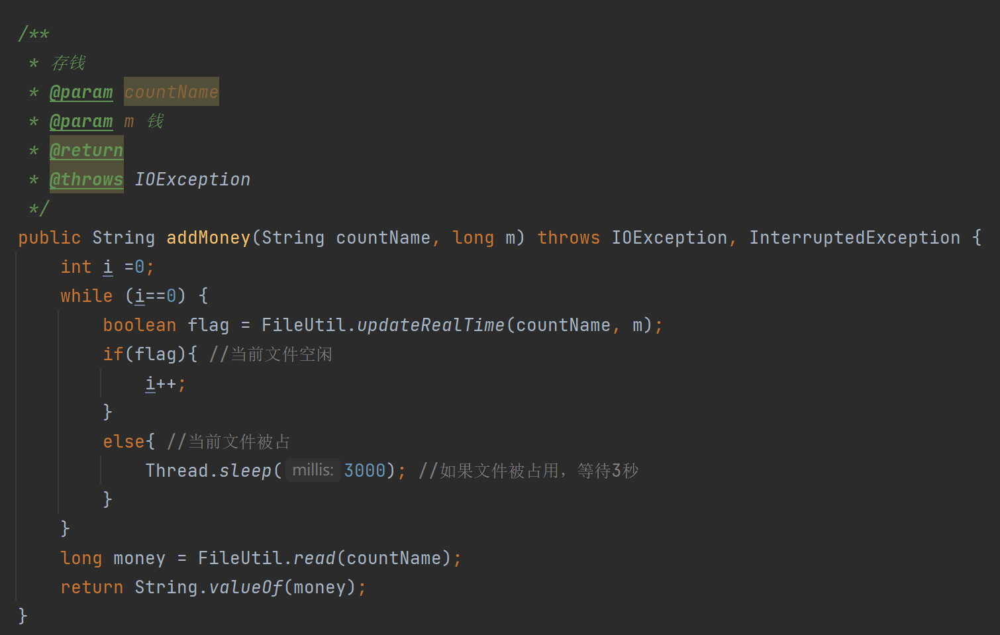 /**
 * 存钱
 * @param countName
 * @param m 钱
 * @return
 * @throws IOException
 */
public String addMoney(String countName, long m) throws IOException, InterruptedException {
    int i =0;
    while (i==0) {
        boolean flag = FileUtil.updateRealTime(countName, m);
        if(flag){ //当前文件空闲
            i++;
        }
        else{ //当前文件被占
            Thread.sleep( millis: 3000); //如果文件被占用，等待3秒
        }
    }
    long money = FileUtil.read(countName);
    return String.valueOf(money);
}